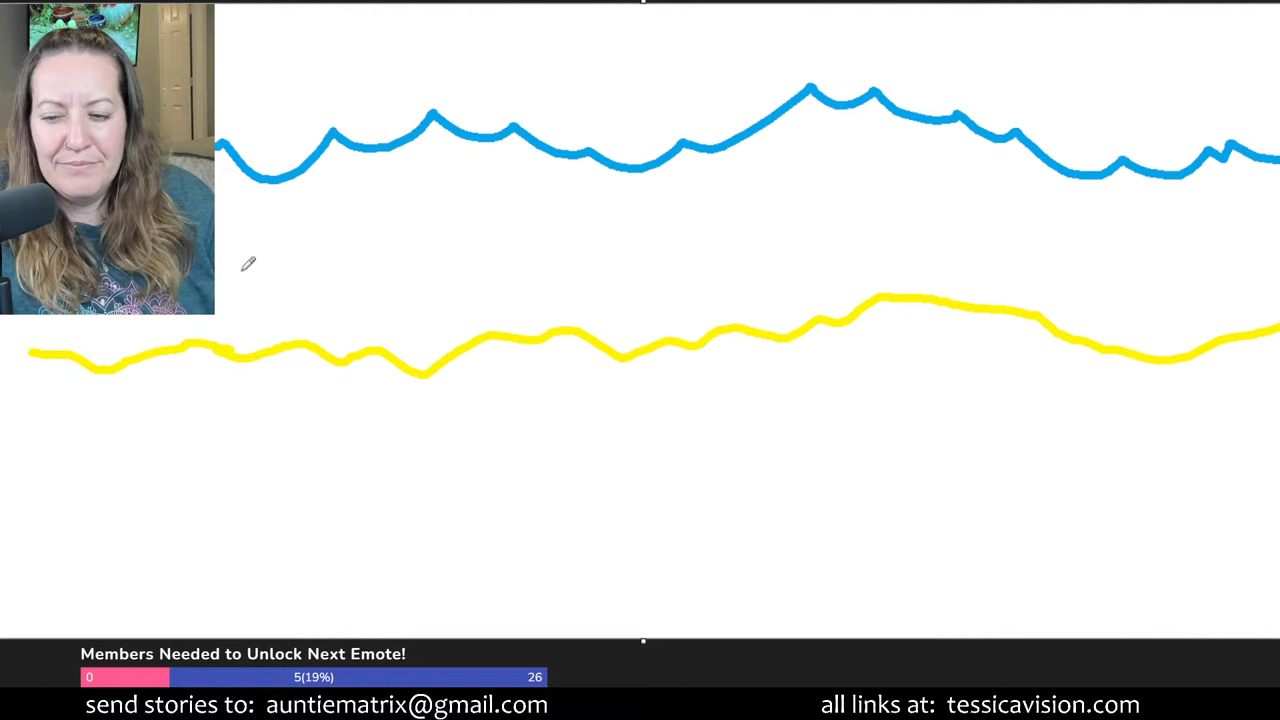 Members Needed to Unlock Next Emote!
0 5(19%) 26
send stories to: auntiematrix@gmail.com all links at: tessicavision.com